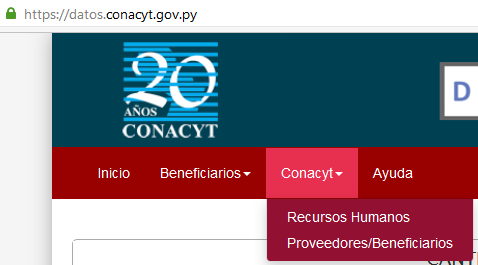 https://datos.conacyt.gov.py
20
AÑOS
CONACYT
D
Inicio Beneficiarios Conacyt Ayuda
Recursos Humanos
Proveedores/Beneficiarios